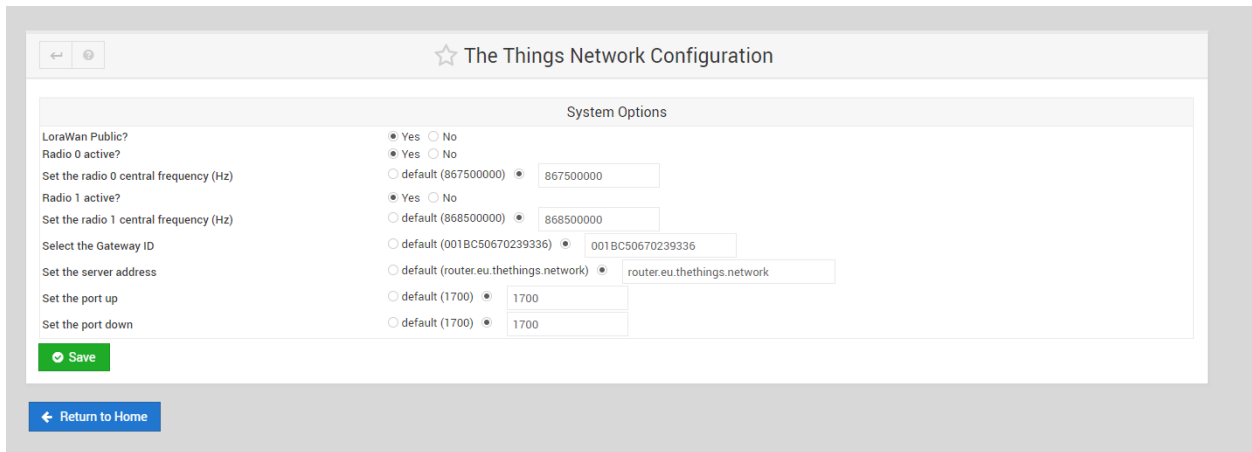 The Things Network Configuration
System Options
LoraWan Public? Yes No
Radio 0 active? Yes No
Set the radio 0 central frequency (Hz) default (867500000) 867500000
Radio 1 active? Yes No
Set the radio 1 central frequency (Hz) default (868500000) 868500000
Select the Gateway ID default (001BC50670239336) 001BC50670239336
Set the server address default (router.eu.thethings.network) router.eu.thethings.network
Set the port up default (1700) 1700
Set the port down default (1700) 1700
Save
Return to Home